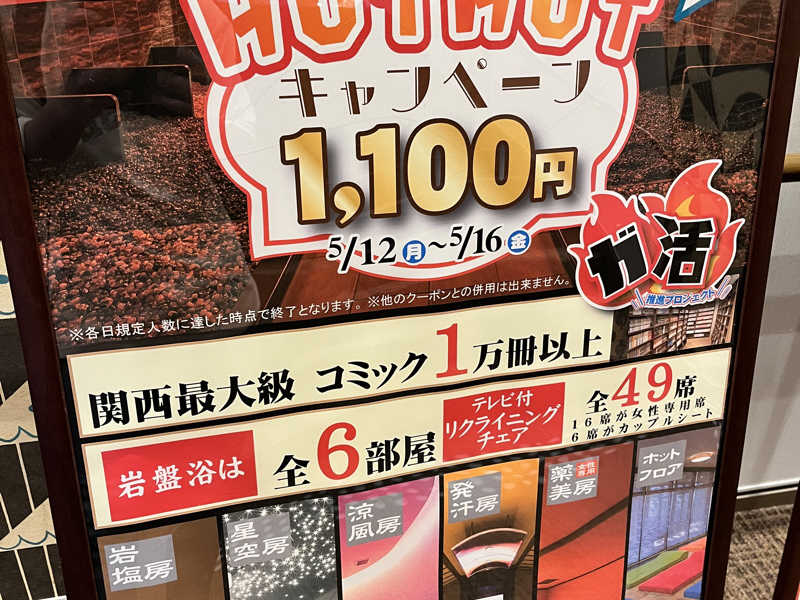 HOTHOT
キャンペーン
1,100円
5/12(月)~5/16(金)
ガ活
推進プロジェクト
※各日規定人数に達した時点で終了となります。※他のクーポンとの併用は出来ません。
関西最大級 コミック1万冊以上
岩盤浴は 全6部屋
テレビ付
リクライニング
チェア
全49席
16席が女性専用席
6席がカップルシート
岩塩房
星空房
涼風房
発汗房
薬美房
女性専用
ホットフロア